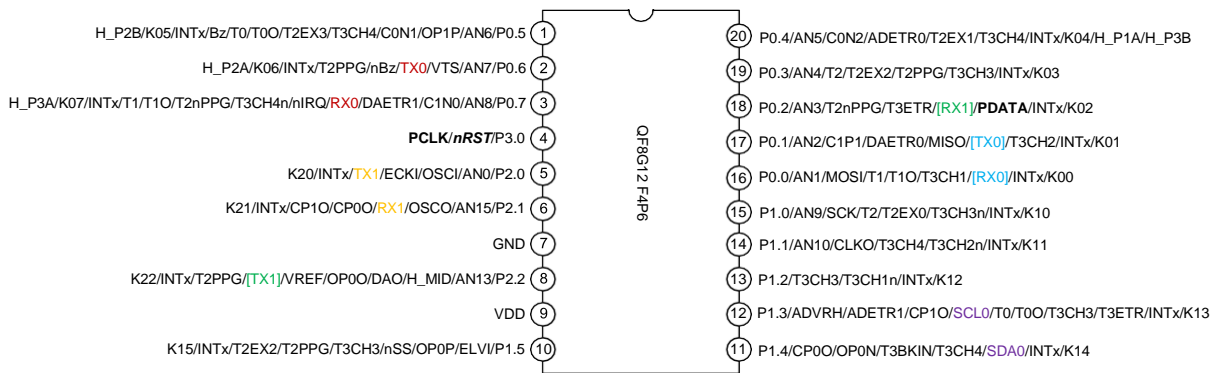 H_P2B/K05/INTx/Bz/T0/T0O/T2EX3/T3CH4/C0N1/OP1P/AN6/P0.5 1
H_P2A/K06/INTx/T2PPG/nBz/TX0/VTS/AN7/P0.6 2
H_P3A/K07/INTx/T1/T1O/T2nPPG/T3CH4n/nIRQ/RX0/DAETR1/C1N0/AN8/P0.7 3
PCLK/nRST/P3.0 4
K20/INTx/TX1/ECKI/OSCI/AN0/P2.0 5
K21/INTx/CP1O/CP0O/RX1/OSCO/AN15/P2.1 6
GND 7
K22/INTx/T2PPG/[TX1]/VREF/OP0O/DAO/H_MID/AN13/P2.2 8
VDD 9
K15/INTx/T2EX2/T2PPG/T3CH3/nSS/OP0P/ELVI/P1.5 10
QF8G12 F4P6
20 P0.4/AN5/C0N2/ADETR0/T2EX1/T3CH4/INTx/K04/H_P1A/H_P3B
19 P0.3/AN4/T2/T2EX2/T2PPG/T3CH3/INTx/K03
18 P0.2/AN3/T2nPPG/T3ETR/[RX1]/PDATA/INTx/K02
17 P0.1/AN2/C1P1/DAETR0/MISO/[TX0]/T3CH2/INTx/K01
16 P0.0/AN1/MOSI/T1/T1O/T3CH1/[RX0]/INTx/K00
15 P1.0/AN9/SCK/T2/T2EX0/T3CH3n/INTx/K10
14 P1.1/AN10/CLKO/T3CH4/T3CH2n/INTx/K11
13 P1.2/T3CH3/T3CH1n/INTx/K12
12 P1.3/ADVRH/ADETR1/CP1O/SCL0/T0/T0O/T3CH3/T3ETR/INTx/K13
11 P1.4/CP0O/OP0N/T3BKIN/T3CH4/SDA0/INTx/K14